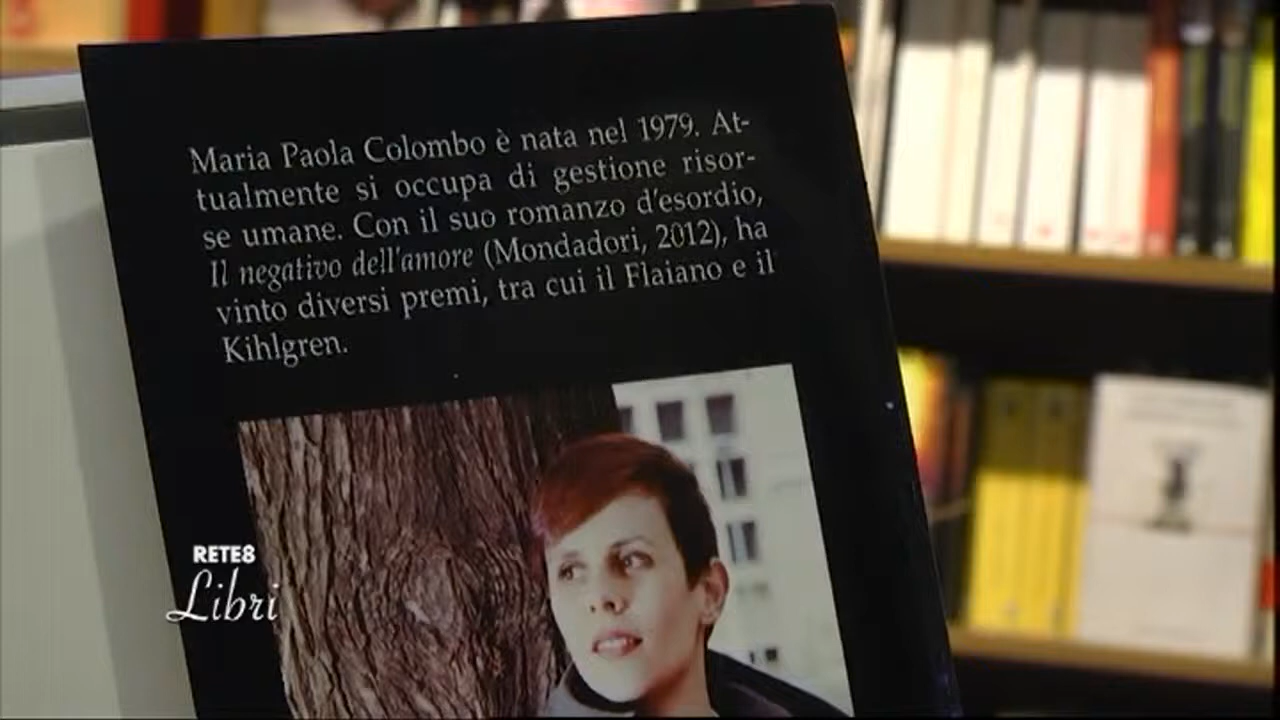 Maria Paola Colombo è nata nel 1979. At-
tualmente si occupa di gestione risor-
se umane. Con il suo romanzo d'esordio,
Il negativo dell'amore (Mondadori, 2012), ha
vinto diversi premi, tra cui il Flaiano e il
Kihlgren.
RETE8
Libri